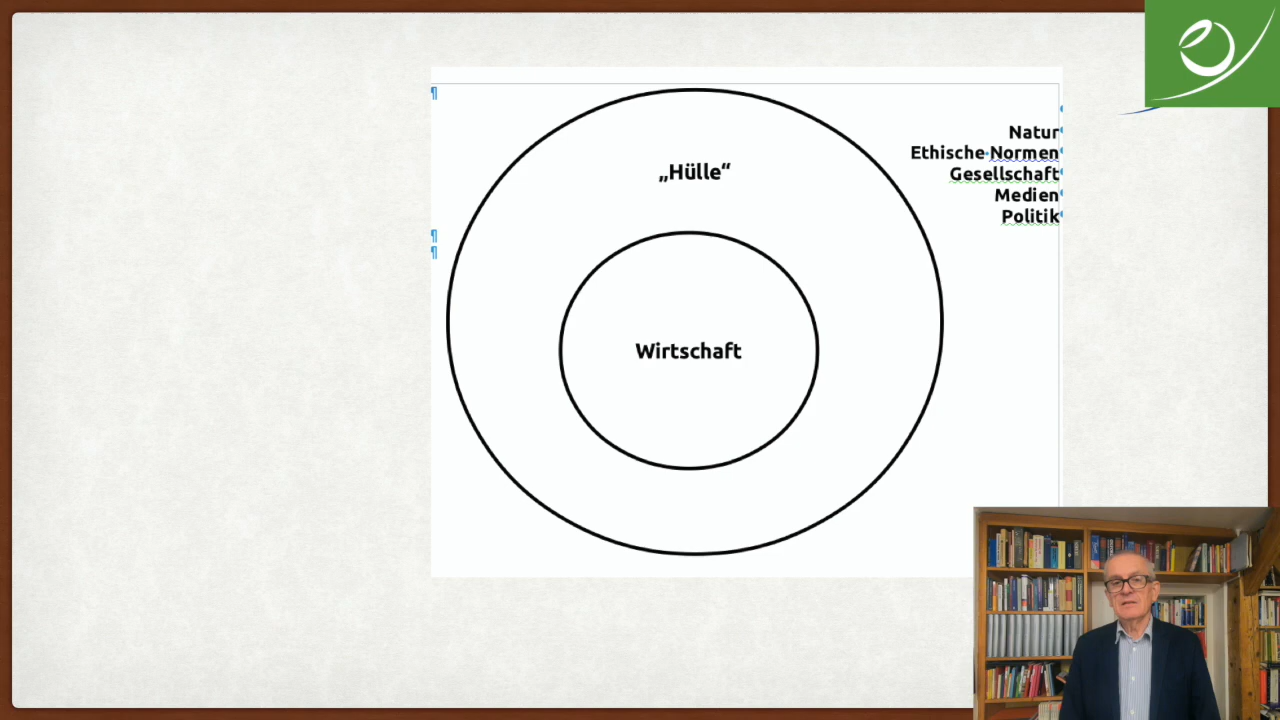 „Hülle“
Wirtschaft
Natur
Ethische Normen
Gesellschaft
Medien
Politik